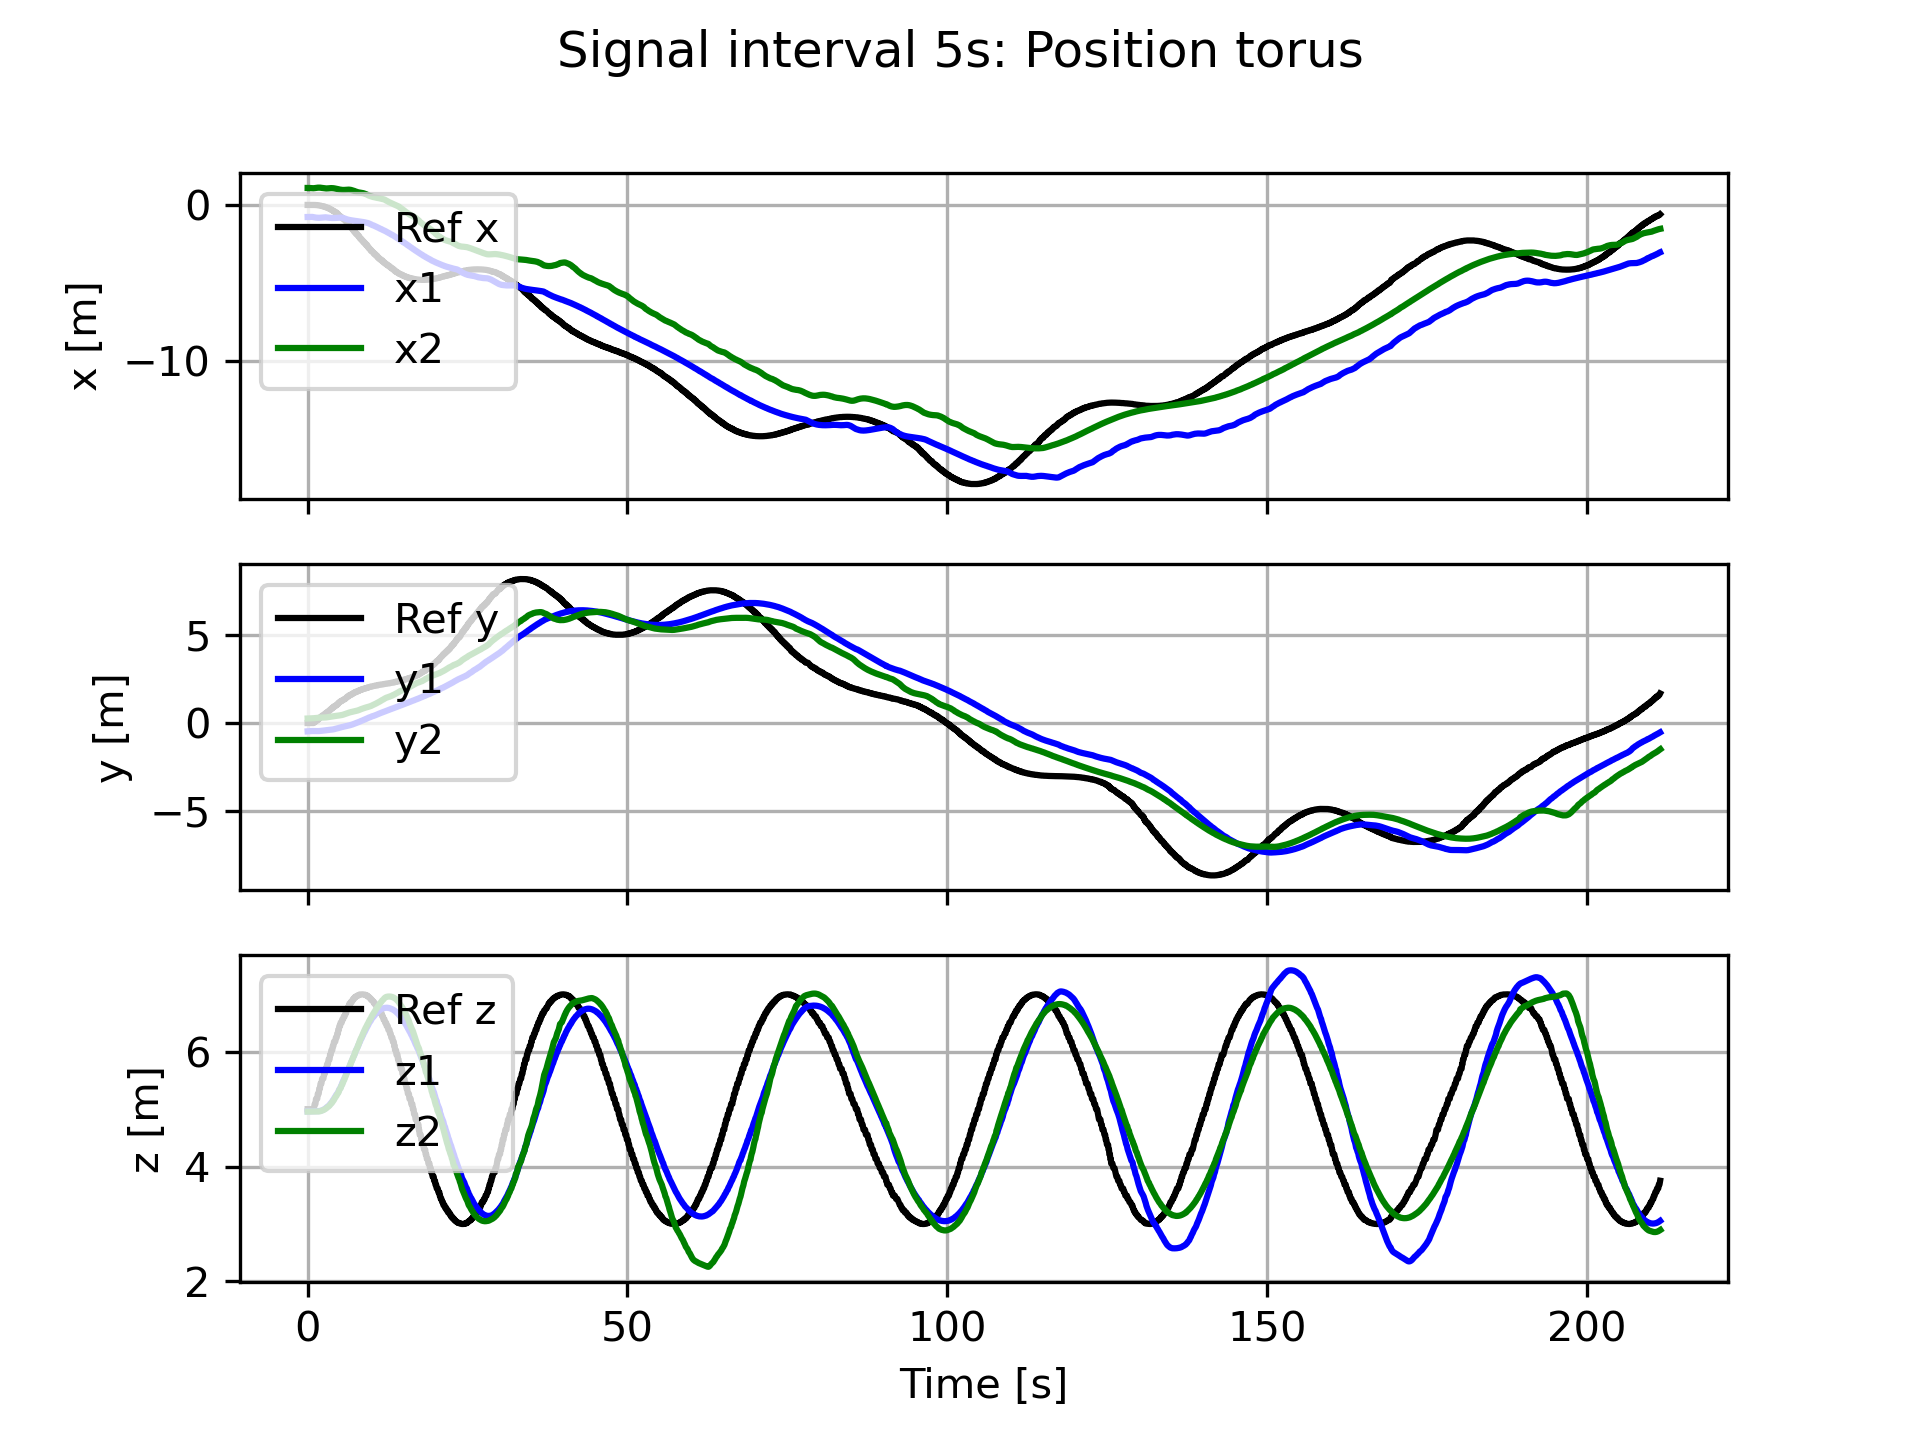 Signal interval 5s: Position torus
x [m]
0
−10
Ref x
x1
x2
y [m]
5
0
−5
Ref y
y1
y2
z [m]
6
4
2
Ref z
z1
z2
0 50 100 150 200
Time [s]